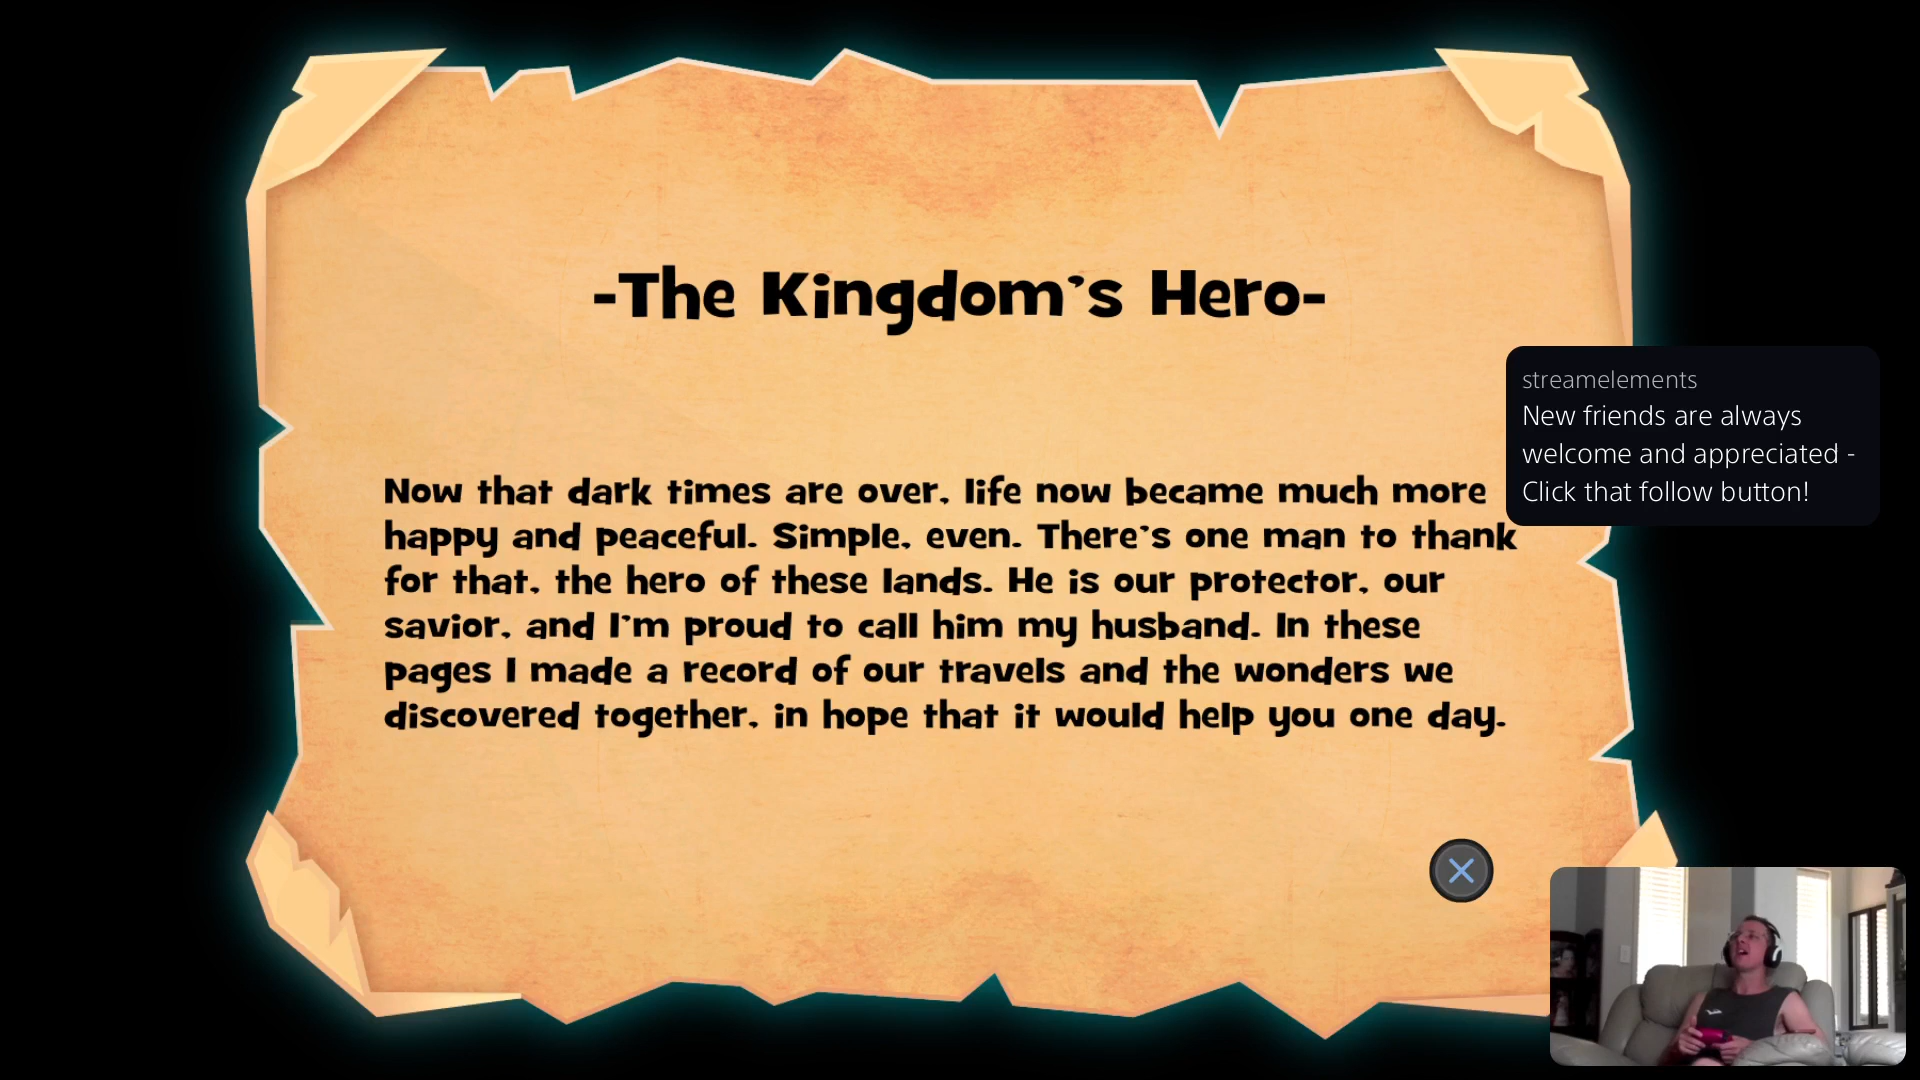 -The Kingdom's Hero-
Now that dark times are over, life now became much more
happy and peaceful. Simple, even. There's one man to thank
for that, the hero of these lands. He is our protector, our
savior, and I'm proud to call him my husband. In these
pages I made a record of our travels and the wonders we
discovered together, in hope that it would help you one day.
streamelements
New friends are always
welcome and appreciated -
Click that follow button!